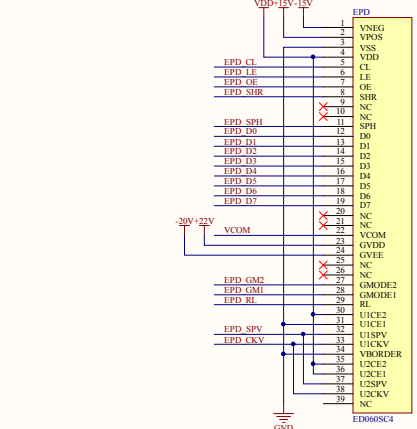 VDD+15V-15V
EPD
1 VNEG
2 VPOS
3 VSS
4 VDD
EPD_CL 5 CL
EPD_LE 6 LE
EPD_OE 7 OE
EPD_SHR 8 SHR
9 NC
10 NC
EPD_SPH 11 SPH
EPD_D0 12 D0
EPD_D1 13 D1
EPD_D2 14 D2
EPD_D3 15 D3
EPD_D4 16 D4
EPD_D5 17 D5
EPD_D6 18 D6
EPD_D7 19 D7
20 NC
-20V+22V 21 NC
VCOM 22 VCOM
23 GVDD
24 GVEE
25 NC
26 NC
EPD_GM2 27 GMODE2
EPD_GM1 28 GMODE1
EPD_RL 29 RL
30 U1CE2
31 U1CE1
EPD_SPV 32 U1SPV
EPD_CKV 33 U1CKV
34 VBORDER
35 U2CE2
36 U2CE1
37 U2SPV
38 U2CKV
39 NC
ED060SC4
GND